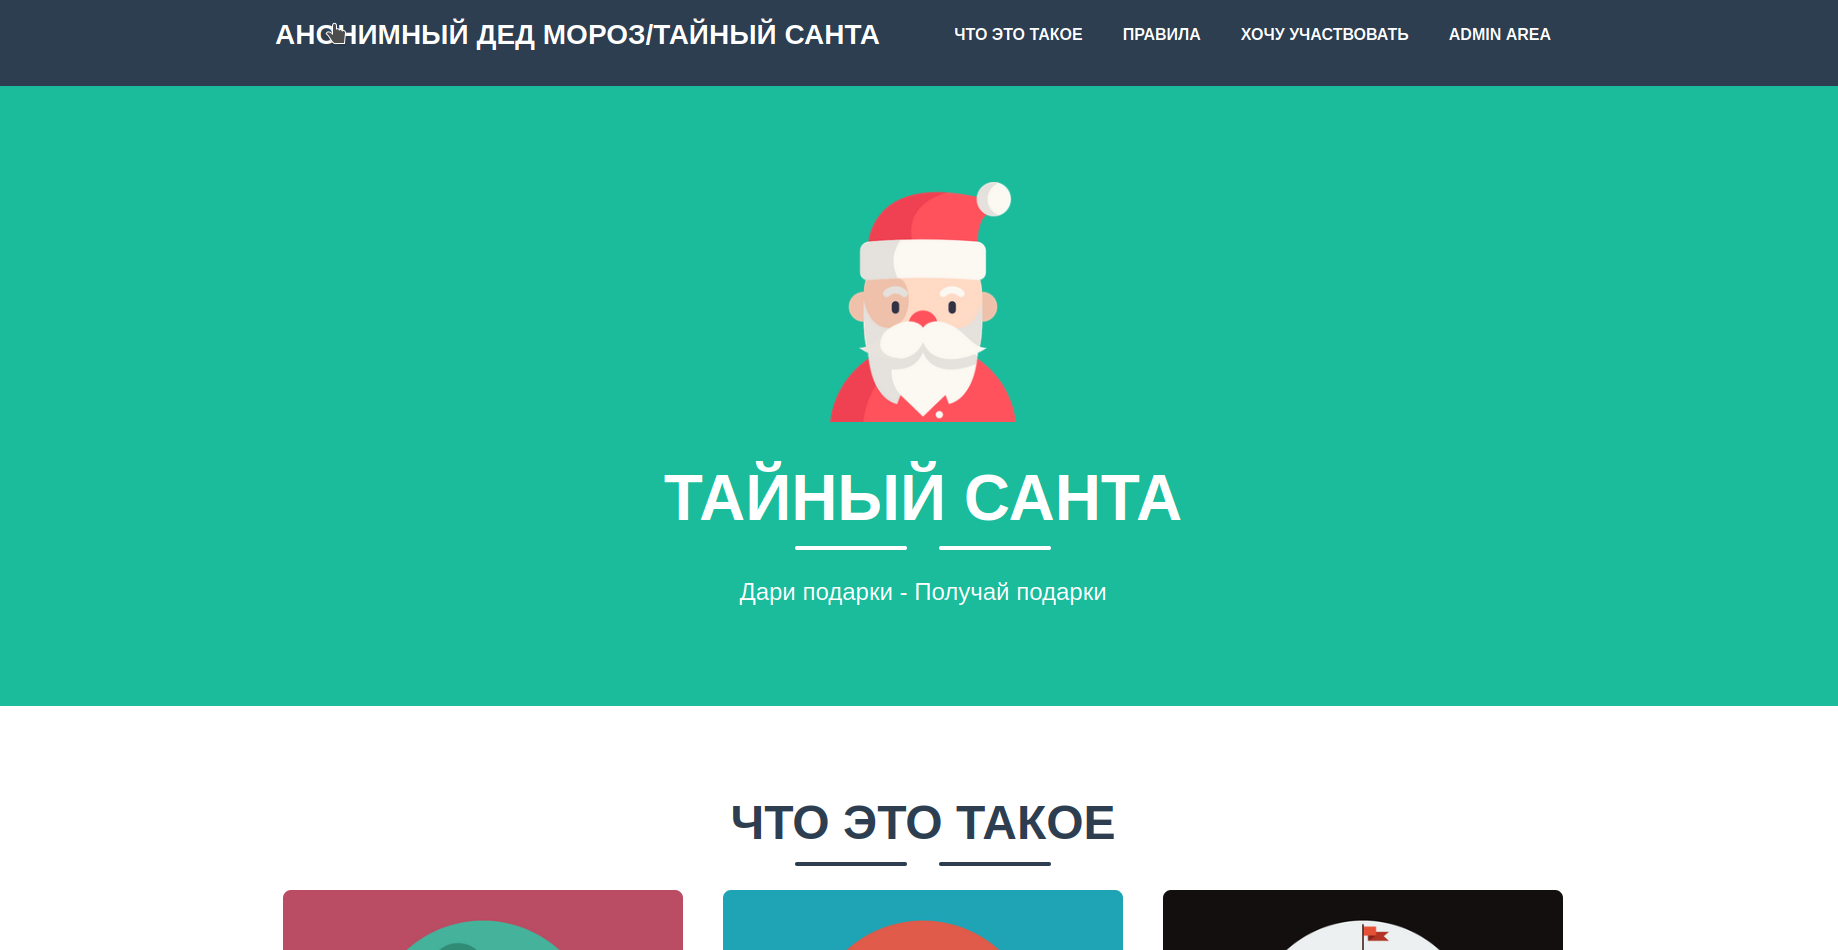 АНОНИМНЫЙ ДЕД МОРОЗ/ТАЙНЫЙ САНТА
ЧТО ЭТО ТАКОЕ
ПРАВИЛА
ХОЧУ УЧАСТВОВАТЬ
ADMIN AREA
ТАЙНЫЙ САНТА
Дари подарки - Получай подарки
ЧТО ЭТО ТАКОЕ